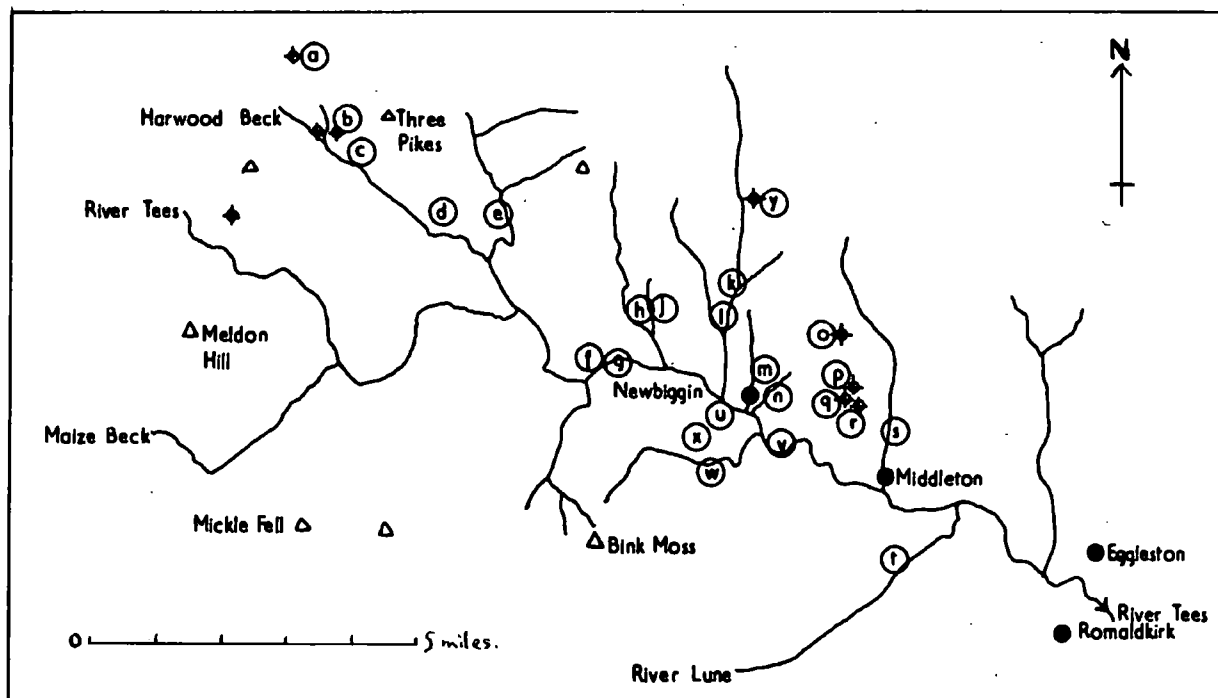 N
a
Harwood Beck
b
Three
Pikes
c
y
River Tees
d
e
k
h
j
l
Meldon
Hill
o
f
g
m
p
Newbiggin
n
q
u
r
Maize Beck
x
v
s
w
Middleton
Mickle Fell
Bink Moss
t
Eggleston
River Tees
0
5 miles.
Romaldkirk
River Lune